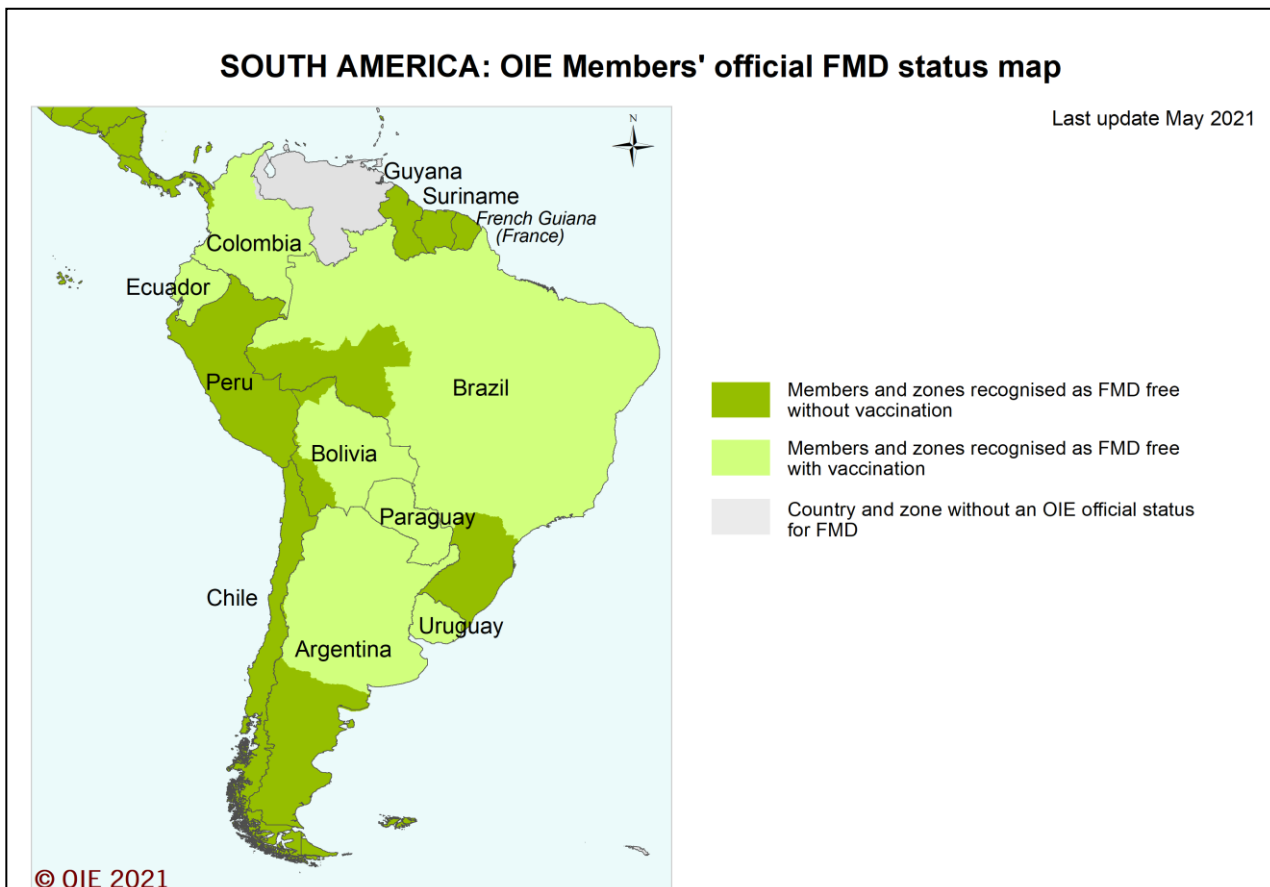 SOUTH AMERICA: OIE Members' official FMD status map
Last update May 2021
N
Guyana
Suriname
French Guiana
(France)
Colombia
Ecuador
Peru
Brazil
Bolivia
Paraguay
Chile
Uruguay
Argentina
Members and zones recognised as FMD free
without vaccination
Members and zones recognised as FMD free
with vaccination
Country and zone without an OIE official status
for FMD
© OIE 2021